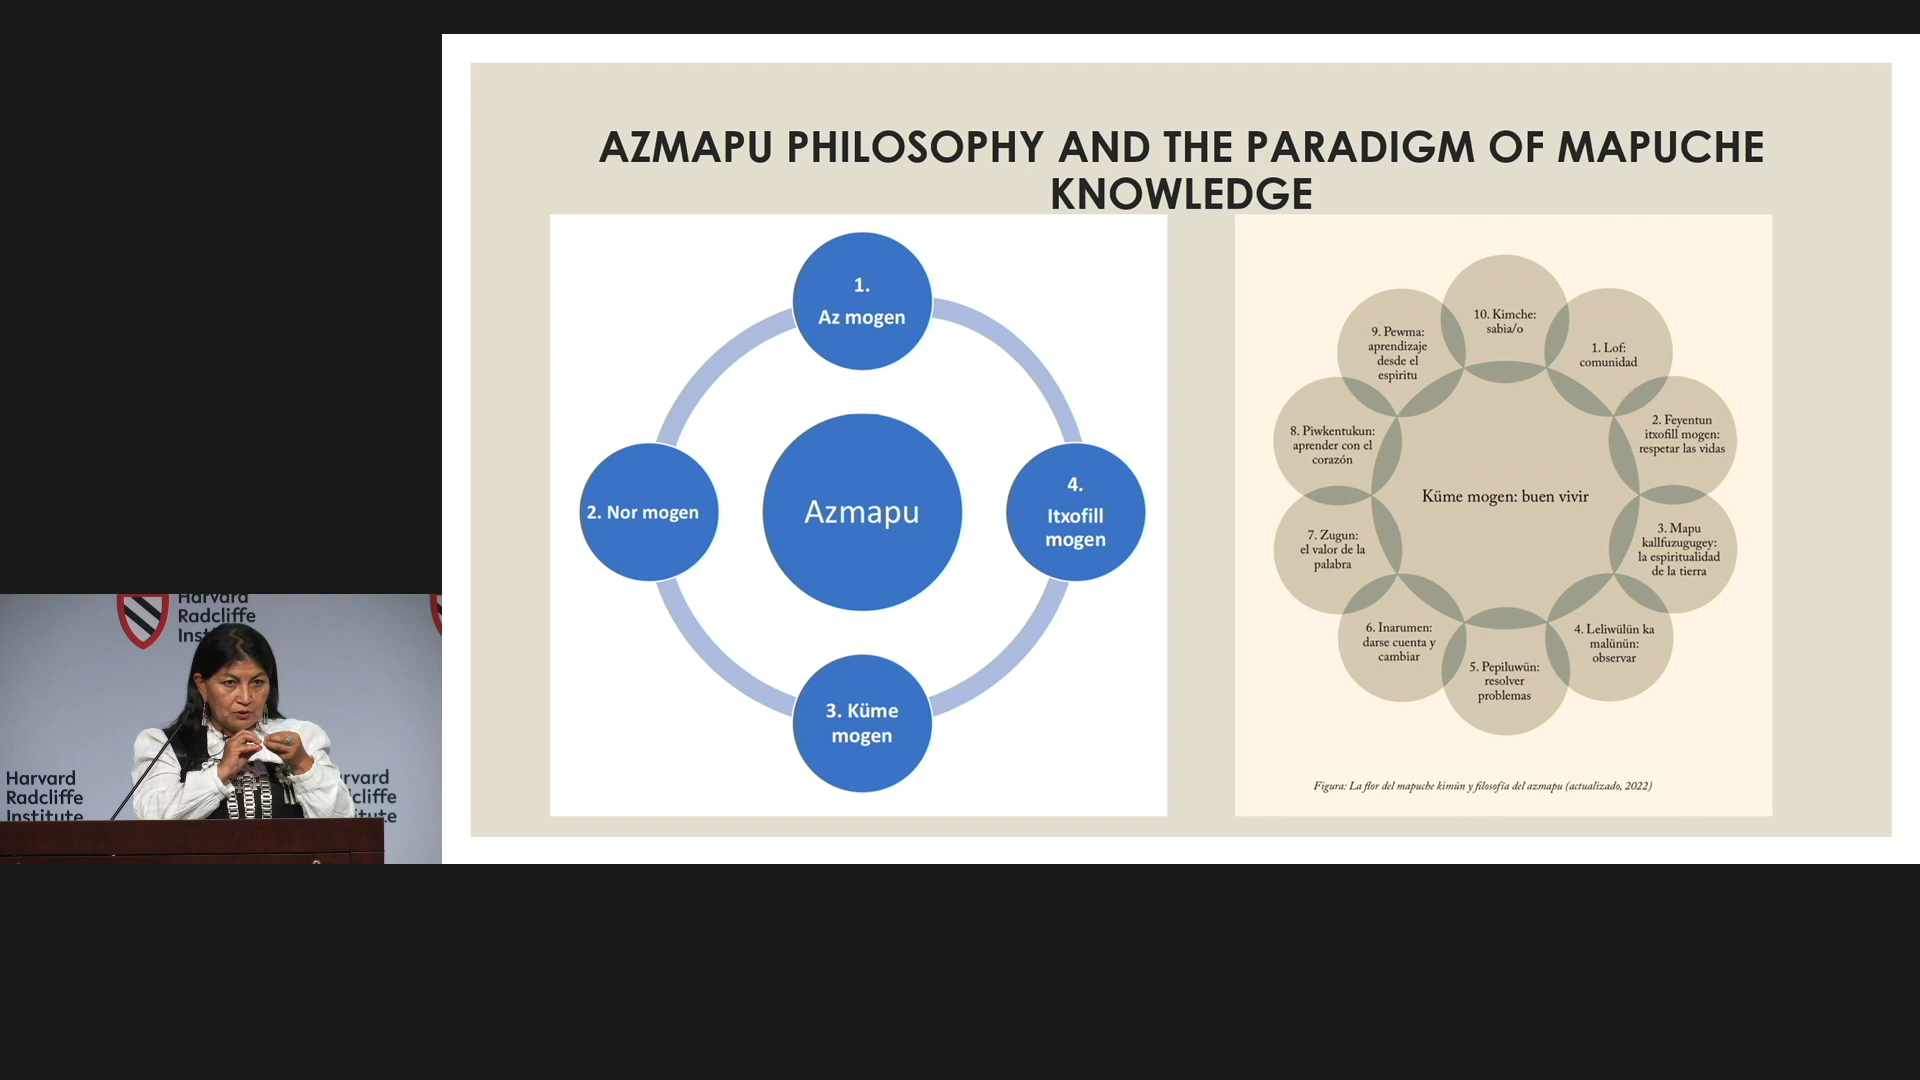 AZMAPU PHILOSOPHY AND THE PARADIGM OF MAPUCHE
KNOWLEDGE
1.
Az mogen
2. Nor mogen
Azmapu
4.
Itxofill
mogen
3. Küme
mogen
10. Kimche:
sabia/o
1. Lof:
comunidad
2. Feyentun
itxofill mogen:
respetar las vidas
3. Mapu
kallfuzugugey:
la espiritualidad
de la tierra
4. Leliwülün ka
malünün:
observar
5. Pepiluwün:
resolver
problemas
6. Inarumen:
darse cuenta y
cambiar
7. Zugun:
el valor de la
palabra
8. Piwkentukun:
aprender con el
corazón
9. Pewma:
aprendizaje
desde el
espiritu
Küme mogen: buen vivir
Figura: La flor del mapuche kimün y filosofía del azmapu (actualizado, 2022)
Harvard
Radcliffe
Inst
Harvard
Radcliffe
Institute
rvard
cliffe
itute